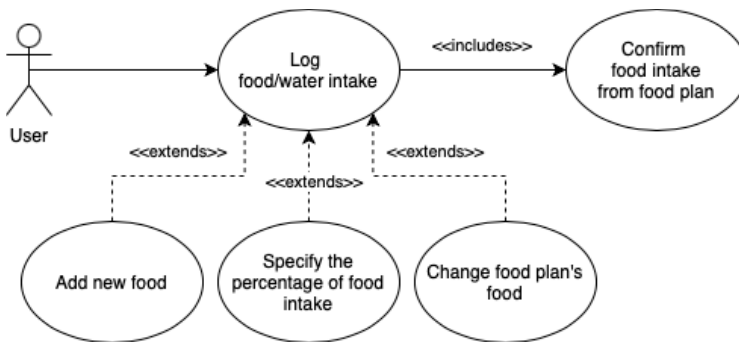 Log
food/water intake
<<includes>>
Confirm
food intake
from food plan
User
<<extends>>
<<extends>>
<<extends>>
Add new food
Specify the
percentage of food
intake
Change food plan's
food